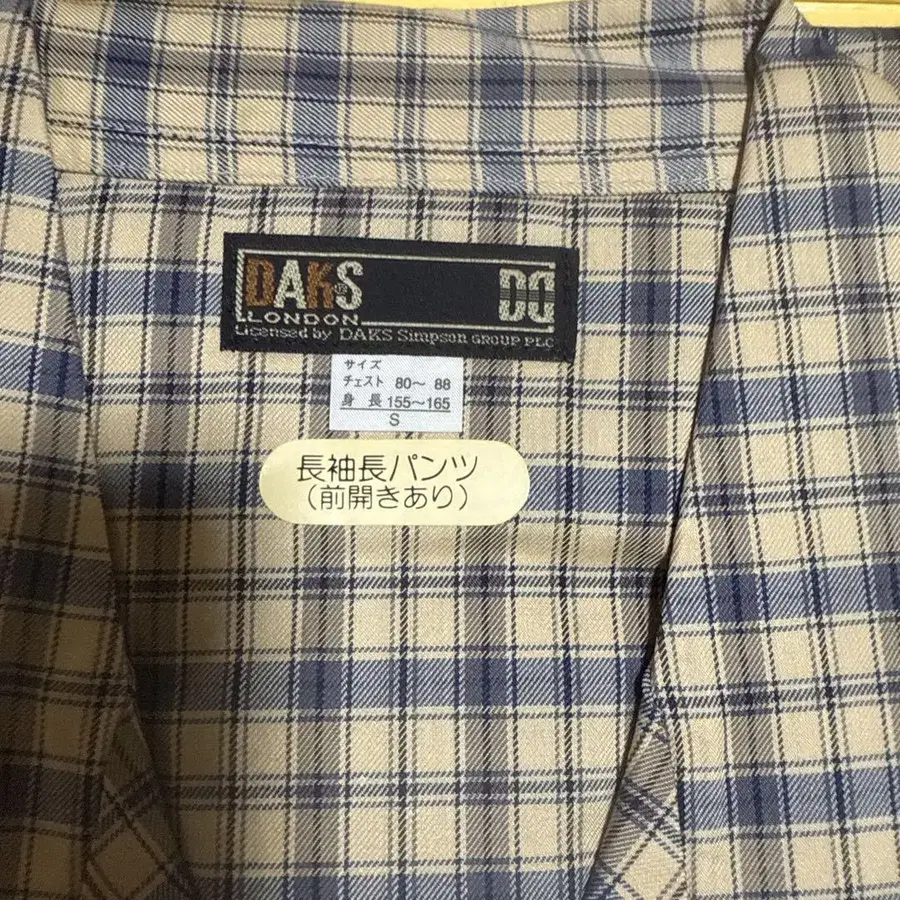 DAKS DD
LONDON
Licensed by DAKS Simpson GROUP PLC
サイズ
チェスト 80〜 88
身 長 155〜165
S
長袖長パンツ
(前開きあり)